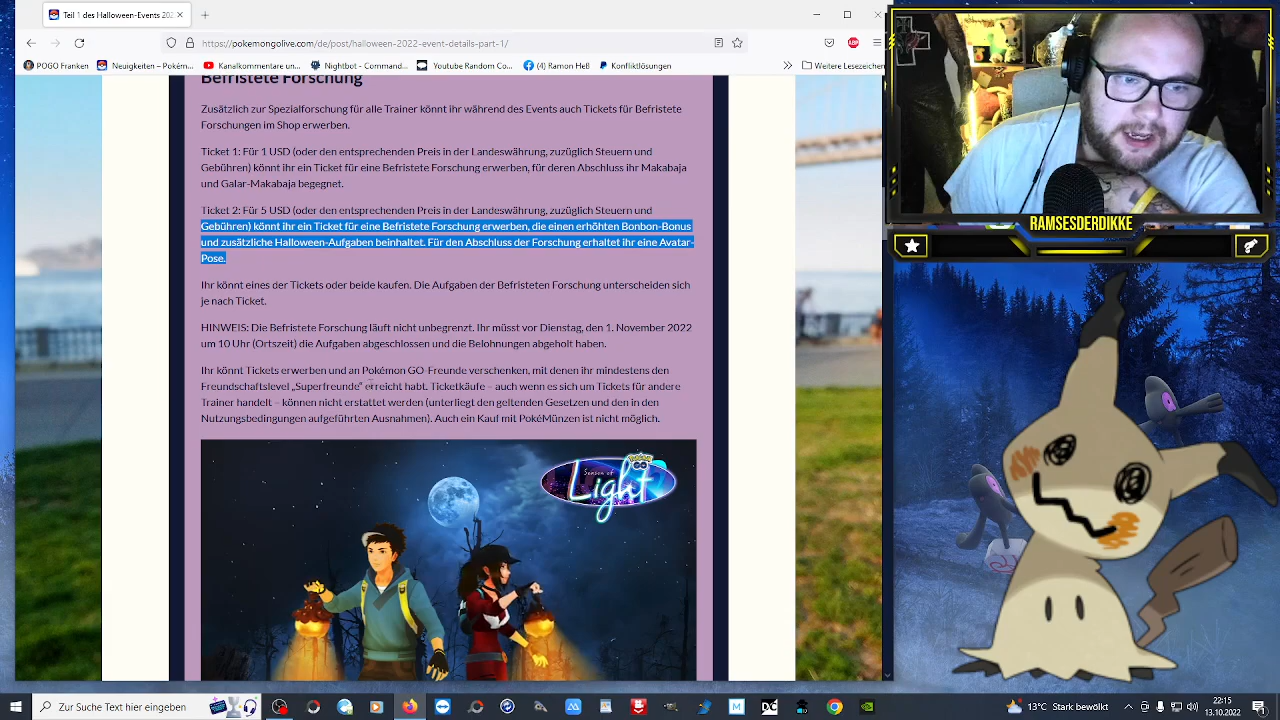 Teil 1 des Halloween-Events 202
https://pokemongolive.com/de/post/halloween-2022-event-details-part-1/
POGO Franken
Neuigkeiten – Pokém...
Kanalkommentare un...
Nightbot - Command...
Youtube Stream Con...
(4) Simon Hell
Konfliktlösungen
Weitere Lesezeichen
Befristete Forschung
Zusätzlich zur Spezialforschung für alle Trainer könnt ihr während des Events auch Tickets für Befristete
Forschungen im Shop erwerben.
Ticket 1: Für 1 USD (oder den entsprechenden Preis in der Landeswährung, zuzüglich Steuern und
Gebühren) könnt ihr ein Ticket für eine Befristete Forschung erwerben, für deren Abschluss ihr Makabaja
und Galar-Makabaja begegnet.
Ticket 2: Für 5 USD (oder den entsprechenden Preis in der Landeswährung, zuzüglich Steuern und
Gebühren) könnt ihr ein Ticket für eine Befristete Forschung erwerben, die einen erhöhten Bonbon-Bonus
und zusätzliche Halloween-Aufgaben beinhaltet. Für den Abschluss der Forschung erhaltet ihr eine Avatar-
Pose.
Ihr könnt eines der Tickets oder beide kaufen. Die Aufgaben der Befristeten Forschung unterscheiden sich
je nach Ticket.
HINWEIS: Die Befristete Forschung läuft nicht unbegrenzt. Ihr müsst vor Dienstag, den 1. November 2022
um 10 Uhr (Ortszeit) die Aufgaben abgeschlossen und die Belohnungen abgeholt haben.
Ihr könnt Tickets erwerben und an Pokémon GO-Freunde verschenken, mit denen ihr mindestens den
Freundschaftslevel „Superfreunde“ erreicht habt. Ticketkäufe – auch wenn es sich um Tickets für andere
Trainer handelt – können nicht erstattet werden (unterliegt den geltenden Gesetzen und den in den
Nutzungsbedingungen aufgeführten Ausnahmen). Auch ein Kauf mit PokéMünzen ist nicht möglich.
Light
RAMSESDERDIKKE
Zur Suche Text hier eingeben
13°C Bewölkt
22:15
13.10.2022